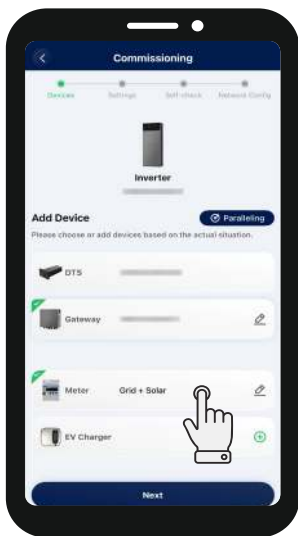 Commissioning
Devices Settings Self-check Network Config
Inverter
Add Device
Paralleling
Please choose or add devices based on the actual situation.
DTS
Gateway
Meter Grid + Solar
EV Charger
Next